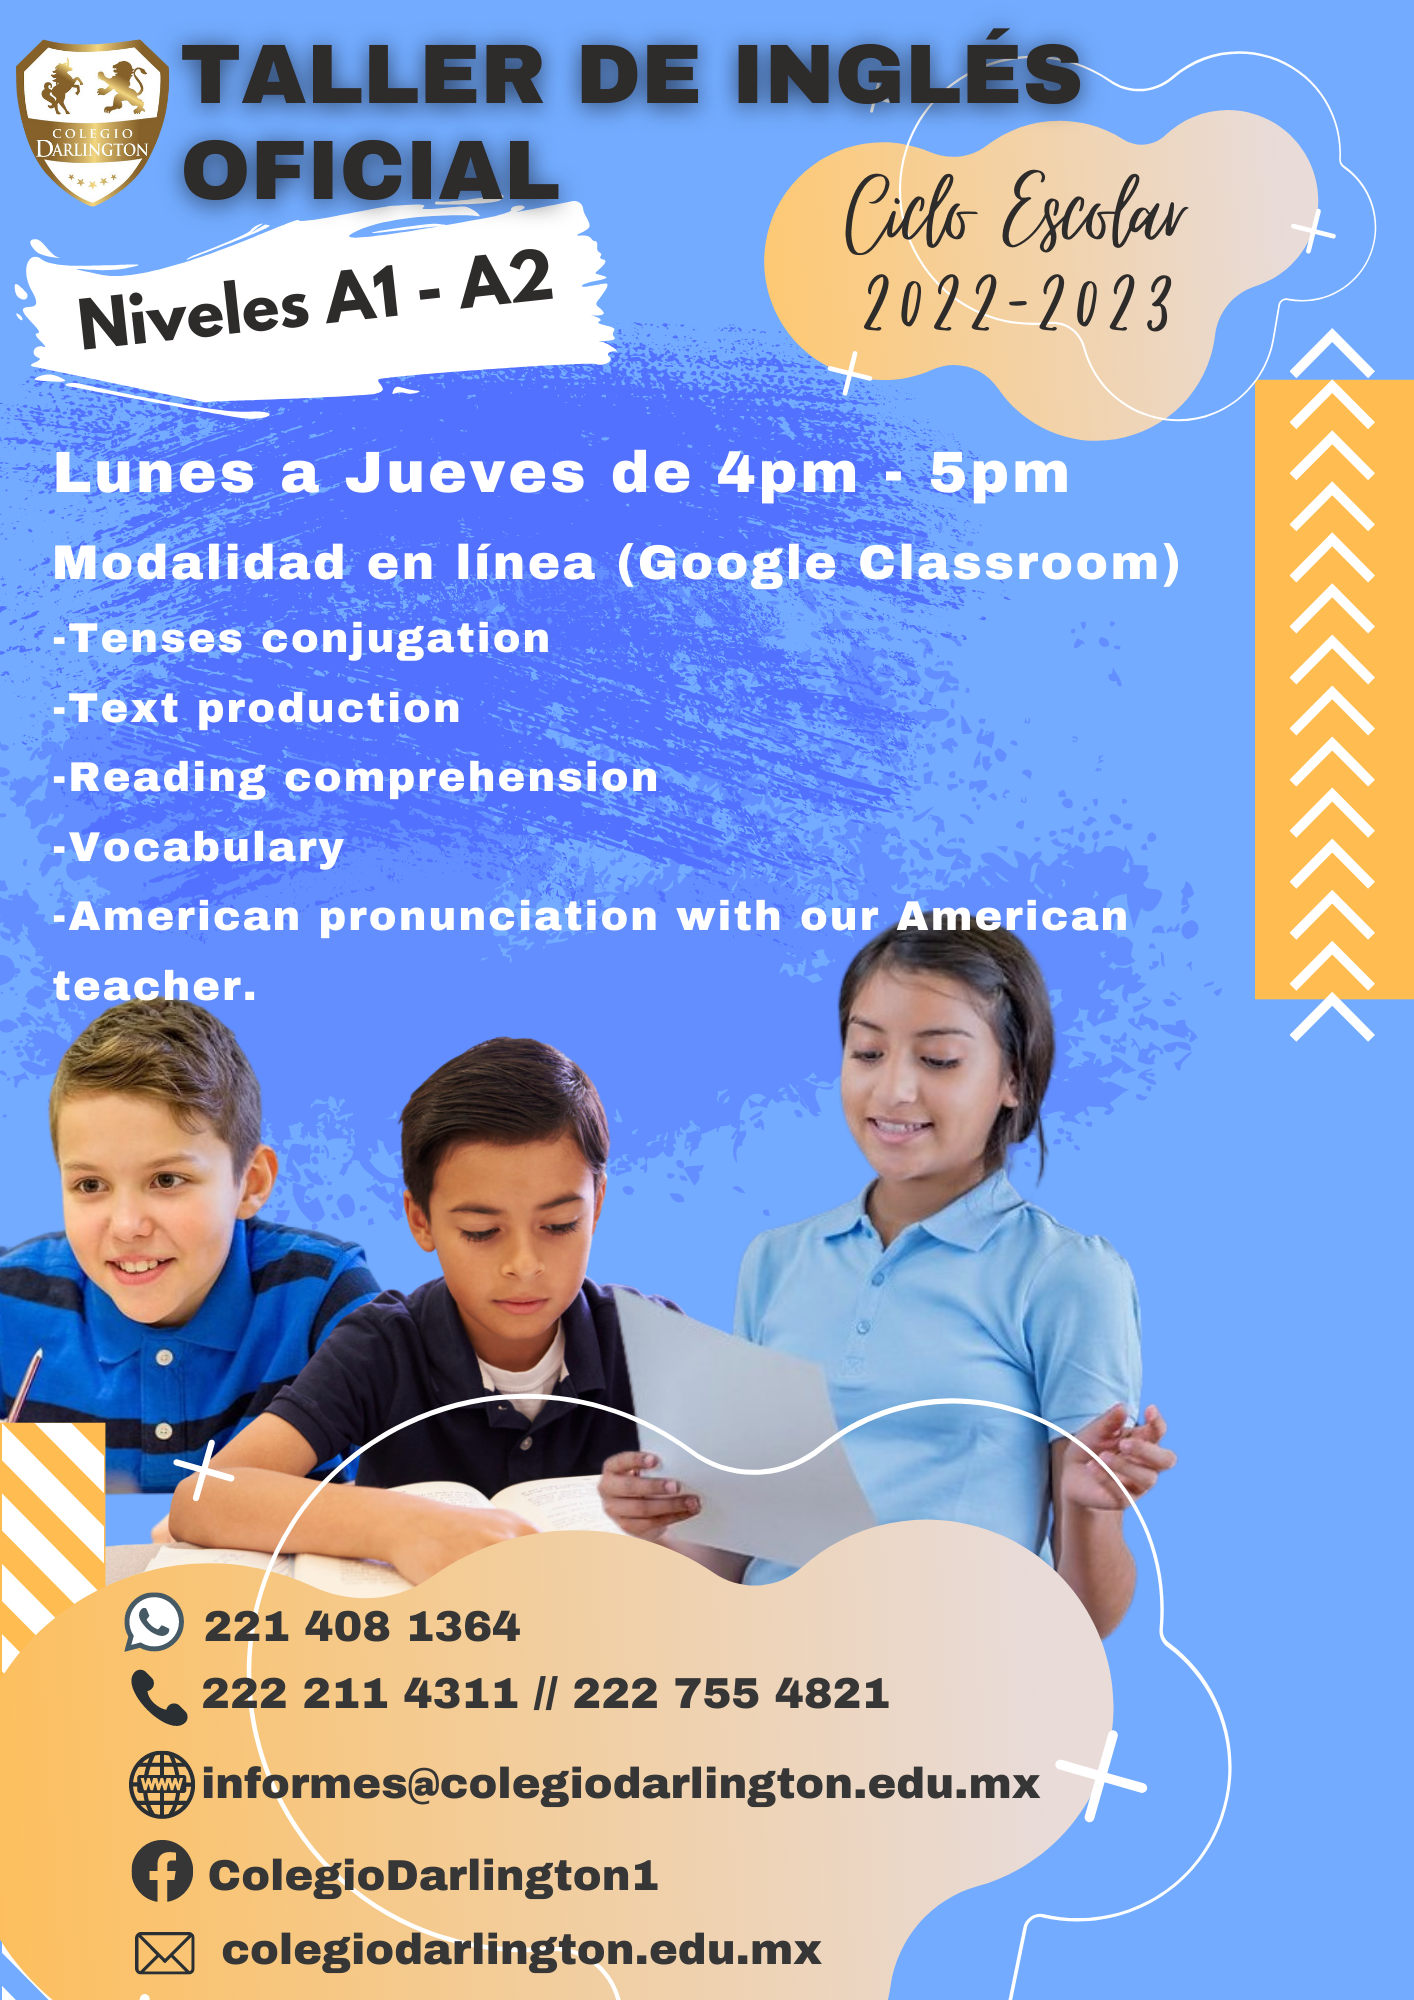 COLEGIO
DARLINGTON
TALLER DE INGLÉS
OFICIAL
Niveles A1 - A2
Ciclo Escolar
2022-2023
Lunes a Jueves de 4pm - 5pm
Modalidad en línea (Google Classroom)
-Tenses conjugation
-Text production
-Reading comprehension
-Vocabulary
-American pronunciation with our American
teacher.
221 408 1364
222 211 4311 // 222 755 4821
www
informes@colegiodarlington.edu.mx
ColegioDarlington1
colegiodarlington.edu.mx